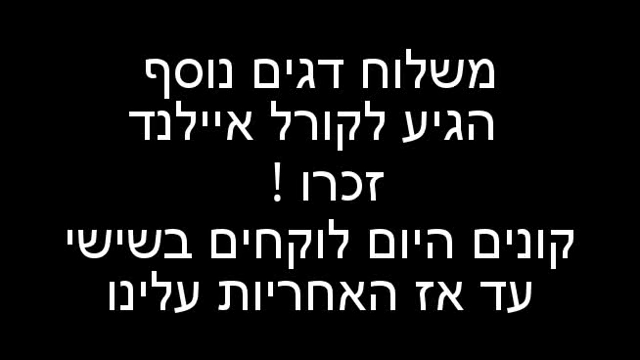 משלוח דגים נוסף
הגיע לקורל איילנד
זכרו !
קונים היום לוקחים בשישי
עד אז האחריות עלינו